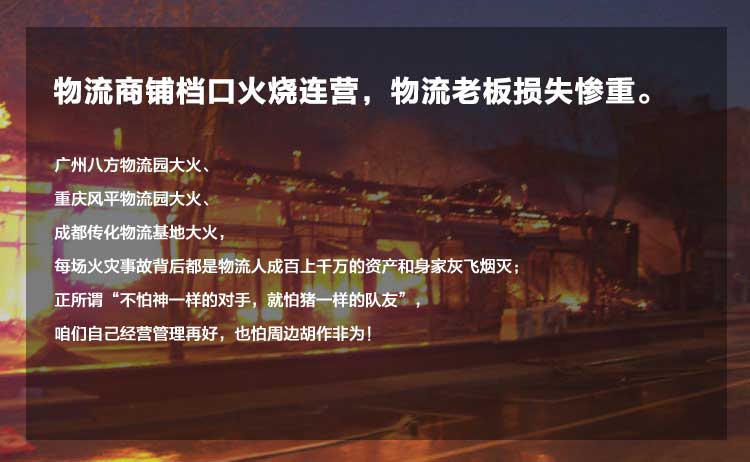 物流商铺档口火烧连营，物流老板损失惨重。
广州八方物流园大火、
重庆风平物流园大火、
成都传化物流基地大火，
每场火灾事故背后都是物流人成百上千万的资产和身家灰飞烟灭；
正所谓“不怕神一样的对手，就怕猪一样的队友”，
咱们自己经营管理再好，也怕周边胡作非为！